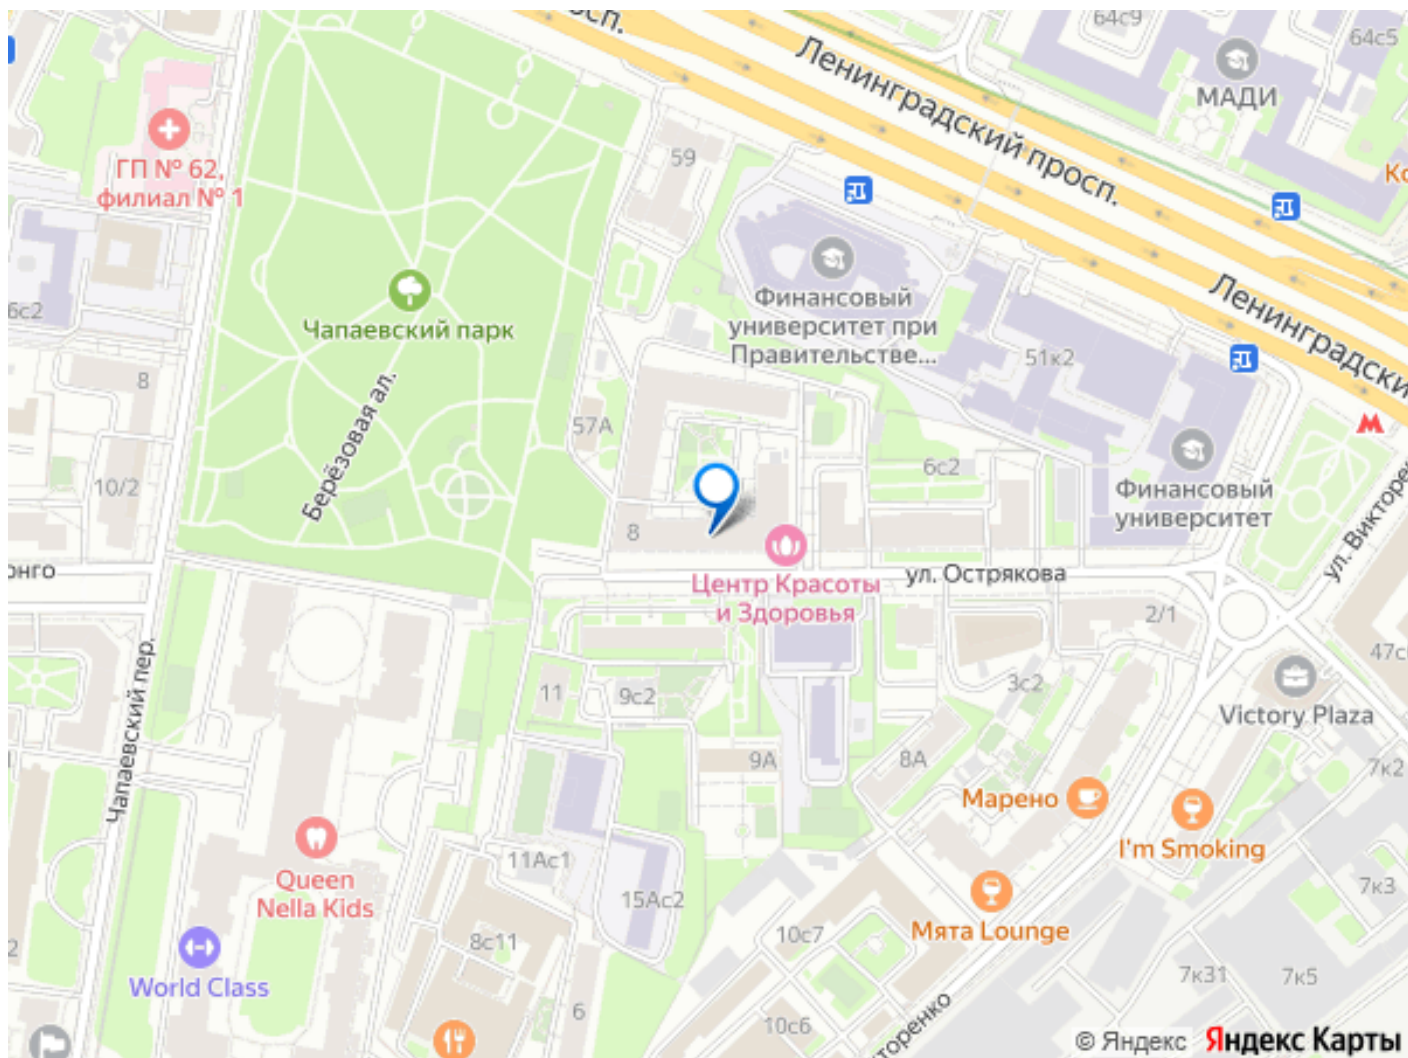 64с9
64с5
Ленинградский просп.
МАДИ
ГП № 62,
филиал № 1
59
Финансовый
университет при
Правительстве...
51к2
Ленинградский
6с2
Чапаевский парк
8
Берёзовая ал.
57А
10/2
6с2
Финансовый
университет
ул. Викторенко
8
Центр Красоты
и Здоровья
ул. Острякова
онго
2/1
47с
Чапаевский пер.
11
9с2
3с2
Victory Plaza
9А
8А
7к2
Марено
I'm Smoking
Queen
Nella Kids
11Ас1
15Ас2
7к3
Мята Lounge
8с11
10с7
World Class
7к31
7к5
6
10с6
торенко
© Яндекс Яндекс Карты